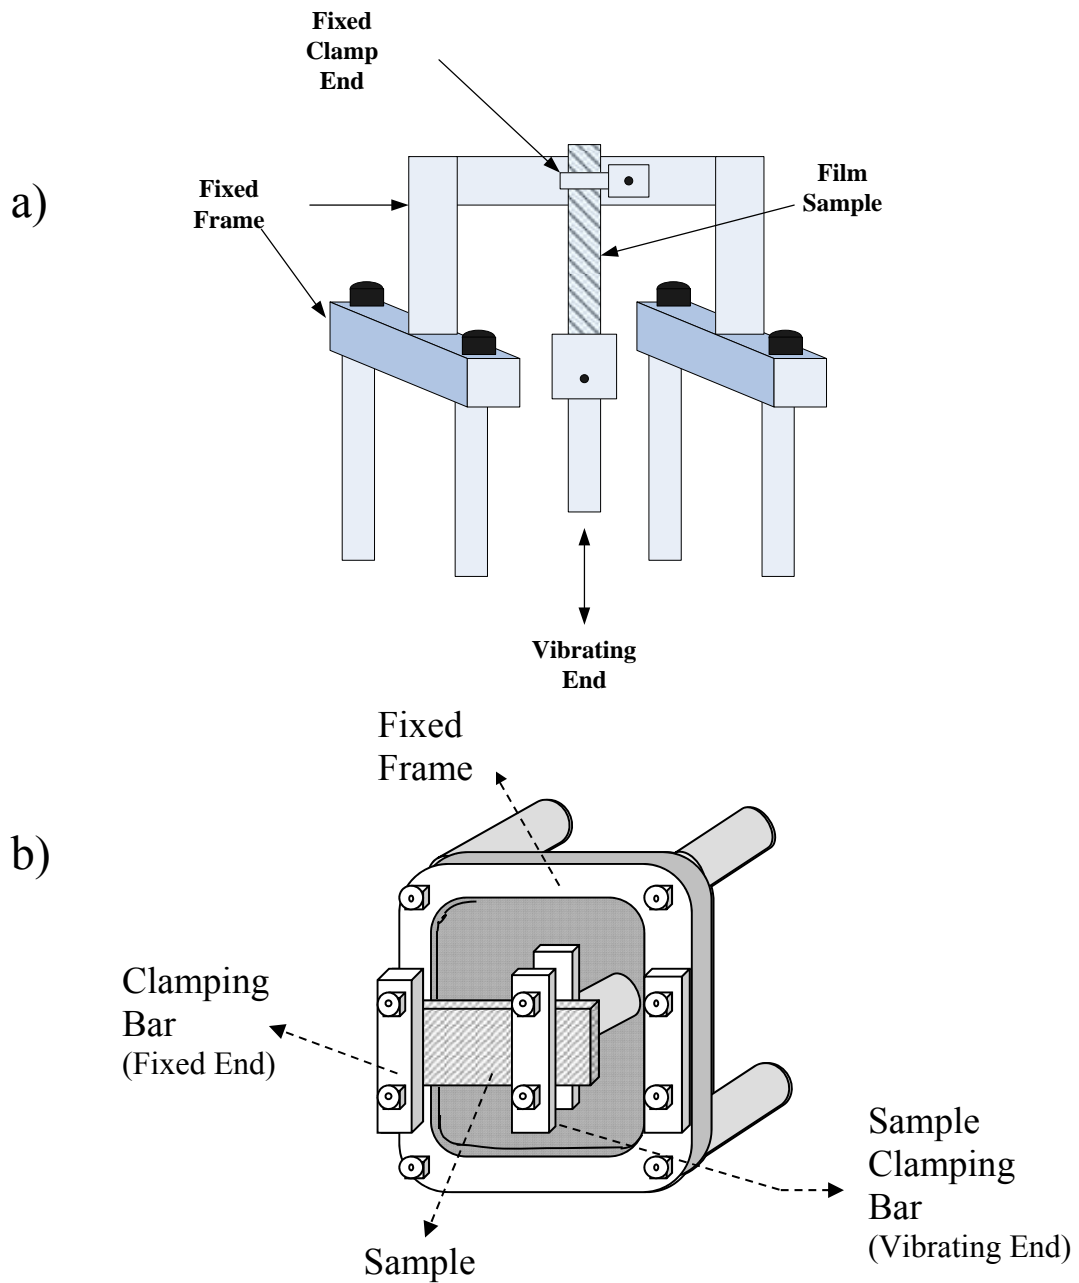 Fixed
Clamp
End
a)
Fixed
Frame
Film
Sample
Vibrating
End
Fixed
Frame
b)
Clamping
Bar
(Fixed End)
Sample
Clamping
Bar
(Vibrating End)
Sample